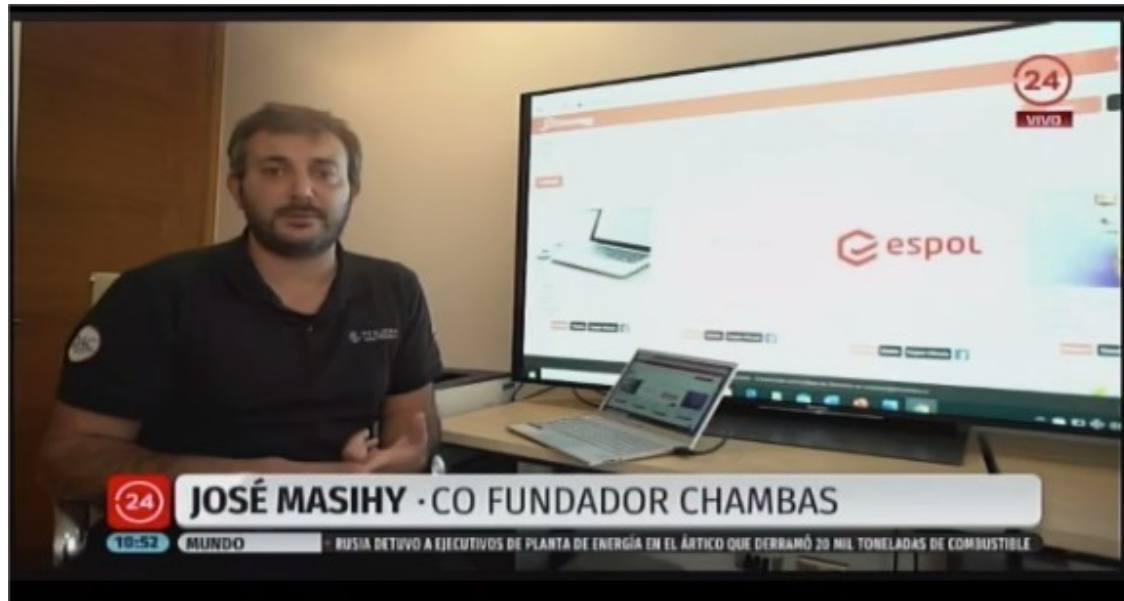 24
VIVO
espol
24
JOSÉ MASIHY · CO FUNDADOR CHAMBAS
10:52 MUNDO RUSIA DETUVO A EJECUTIVOS DE PLANTA DE ENERGÍA EN EL ÁRTICO QUE DERRAMÓ 20 MIL TONELADAS DE COMBUSTIBLE